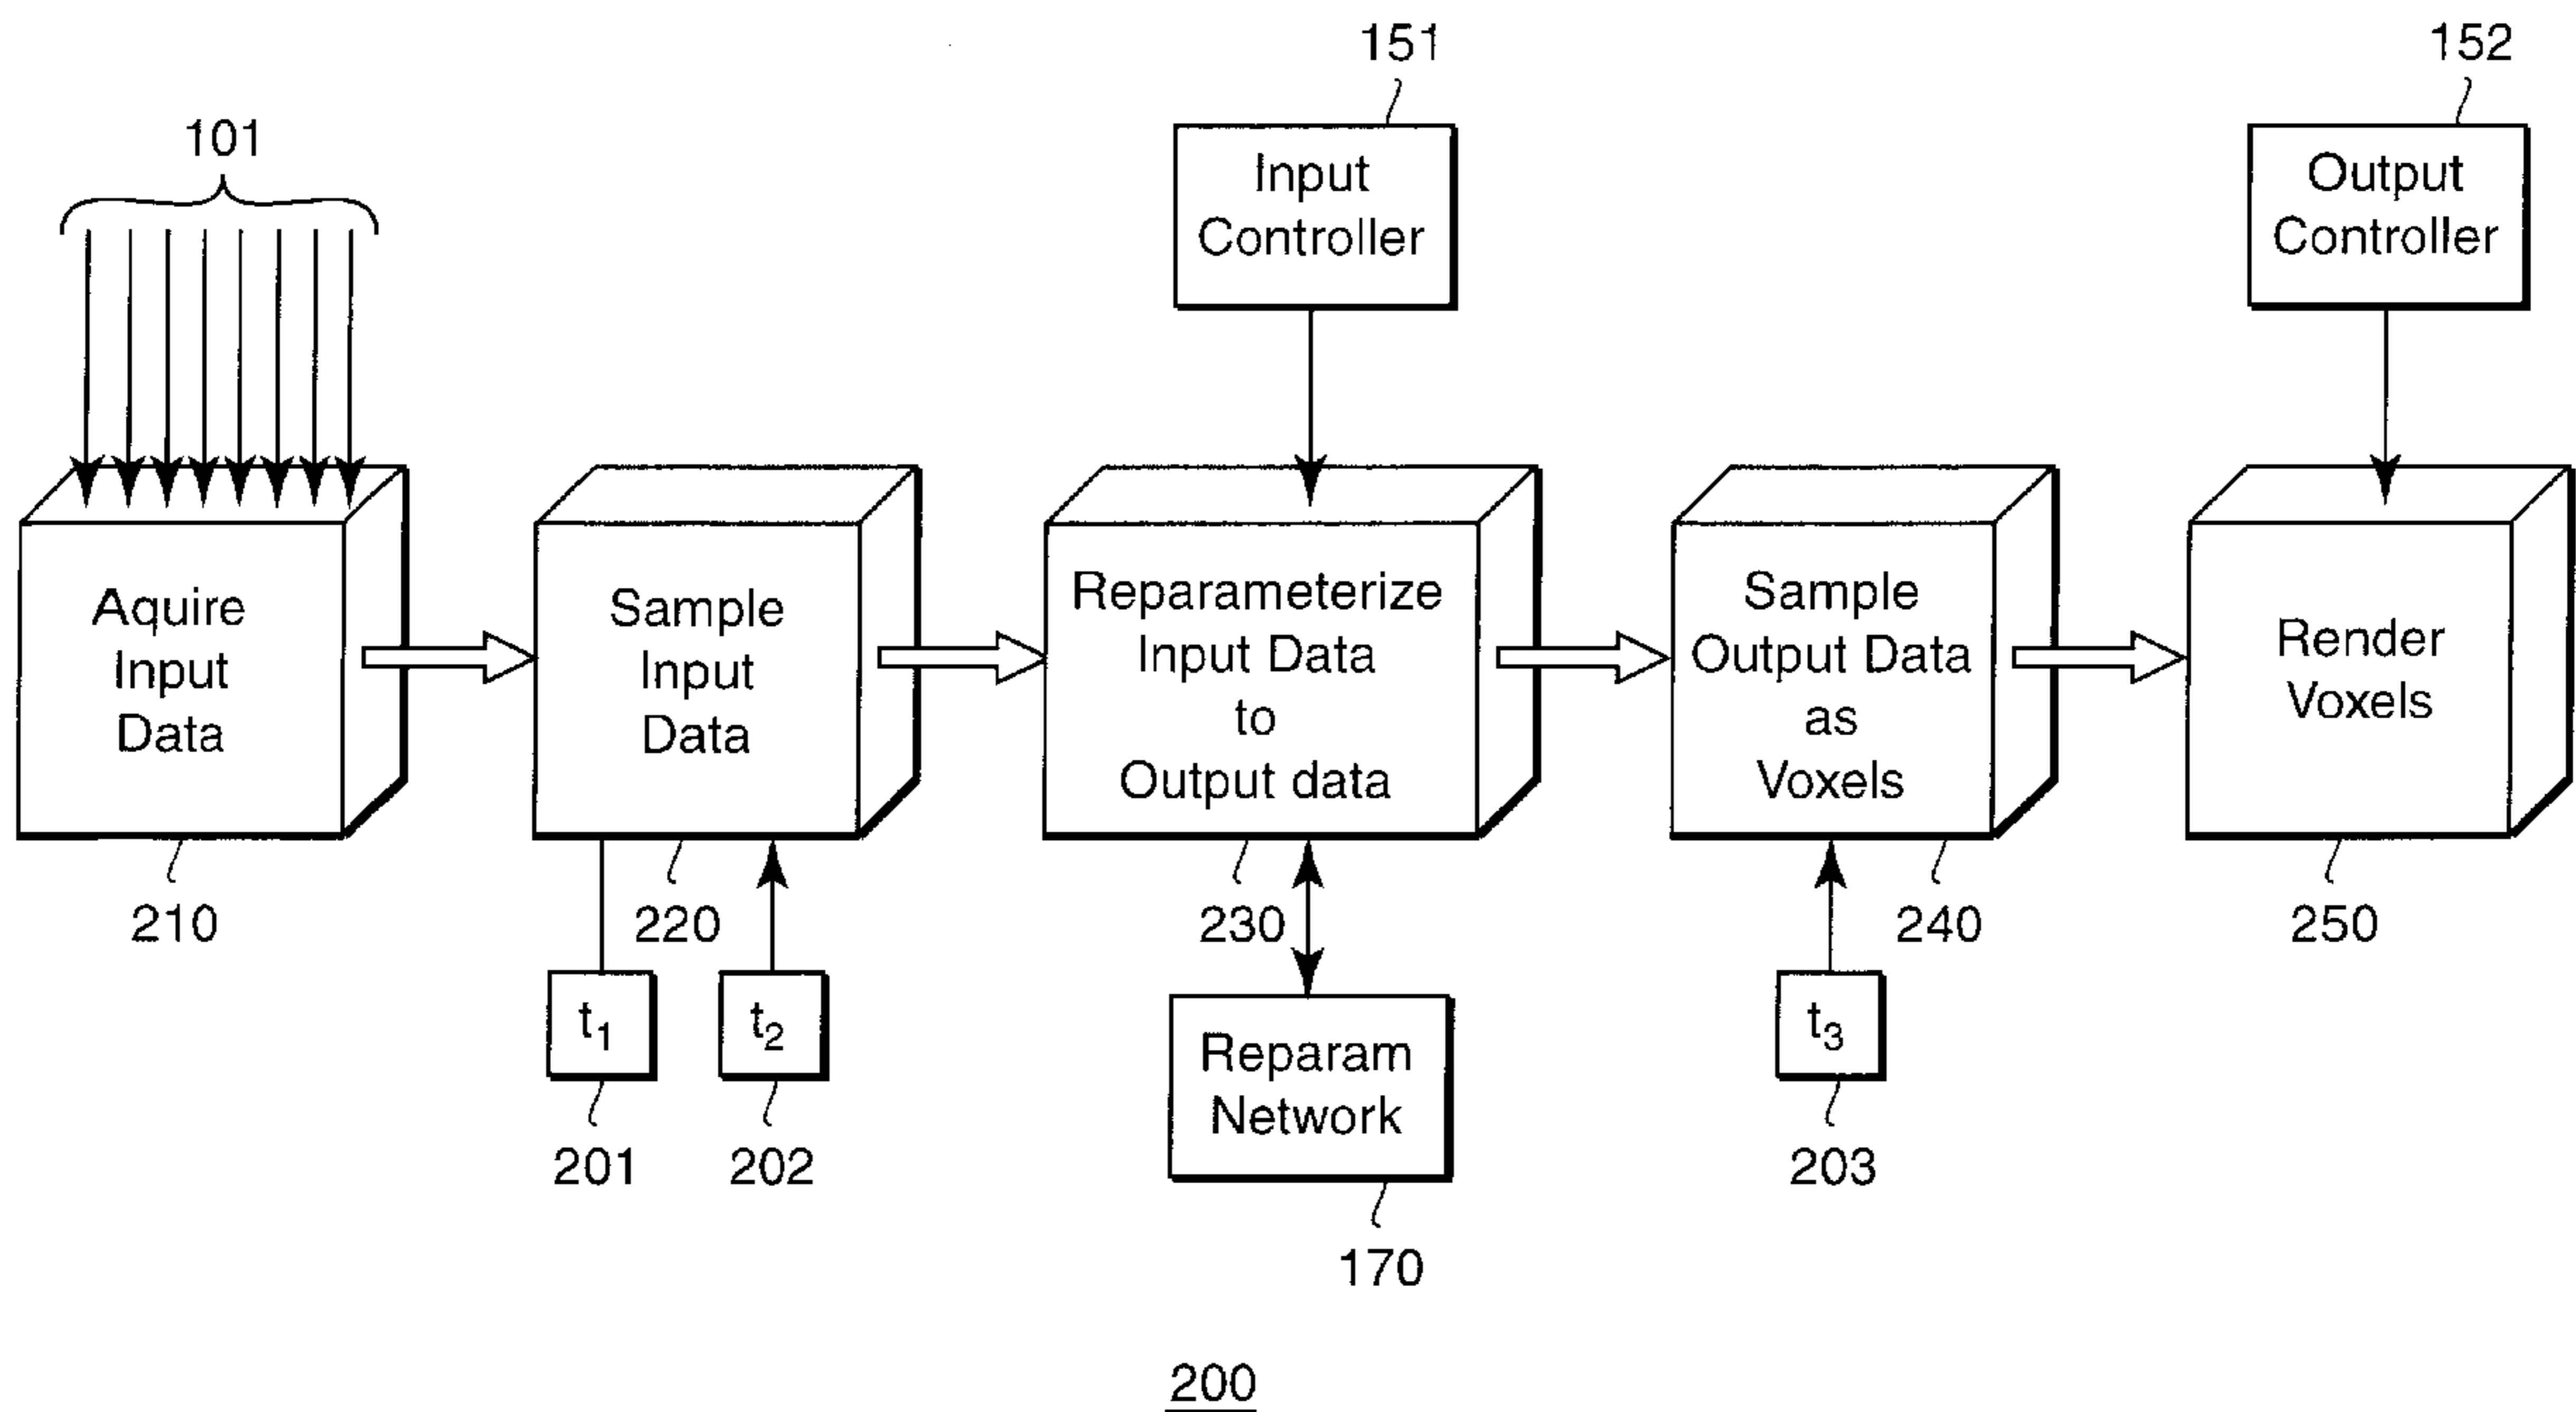 151
152
101
Input
Controller
Output
Controller
Aquire
Input
Data
Sample
Input
Data
Reparameterize
Input Data
to
Output data
Sample
Output Data
as
Voxels
Render
Voxels
210
220
230
240
250
t₁
t₂
Reparam
Network
t₃
201
202
203
170
200